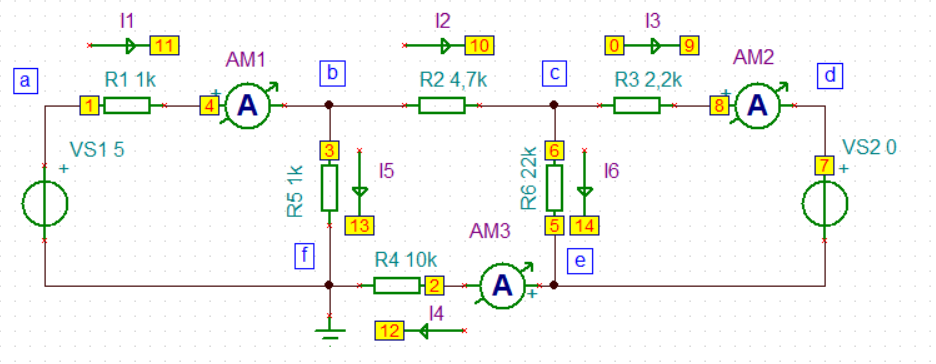 I1 I2 I3
11 10 0 9
a R1 1k AM1 b R2 4,7k c R3 2,2k AM2 d
1 + 4 A 8 + A
VS1 5 + 3 6 7 VS2 0 +
R5 1k I5 R6 22k I6
13 5 14
f R4 10k AM3 e
2 A +
12 I4